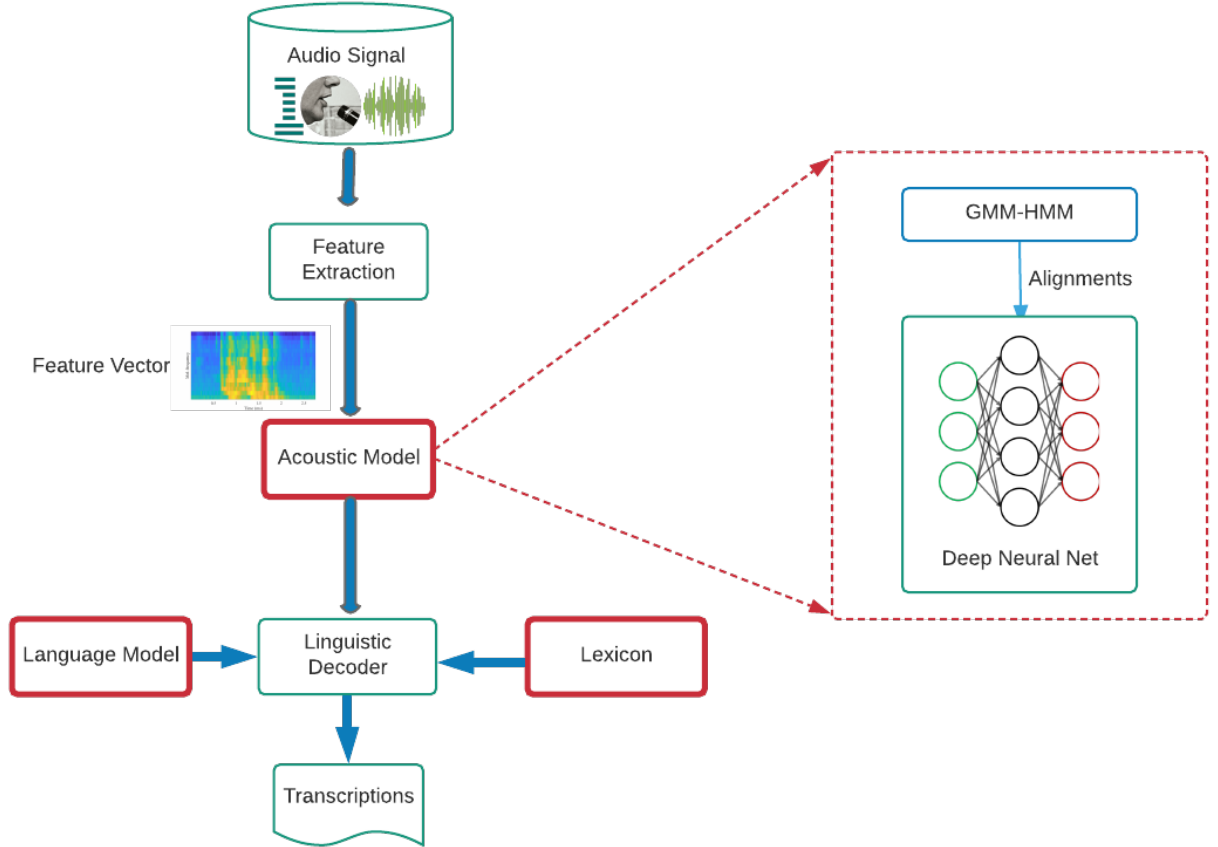 Audio Signal
Feature
Extraction
Feature Vector
Acoustic Model
Language Model
Linguistic
Decoder
Lexicon
Transcriptions
GMM-HMM
Alignments
Deep Neural Net